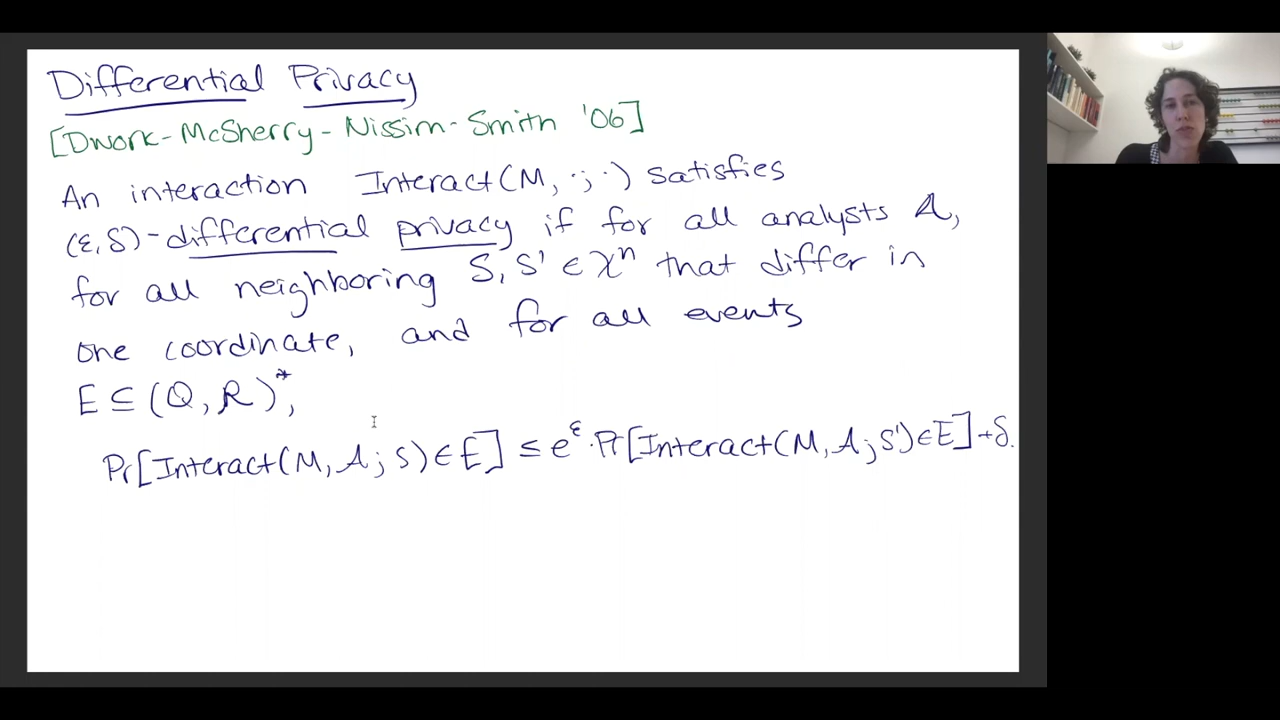 Differential Privacy
[Dwork-McSherry-Nissim-Smith '06]
An interaction Interact(M, ·; ·) satisfies
(ε, δ)-differential privacy if for all analysts A,
for all neighboring S, S' ∈ X^n that differ in
one coordinate, and for all events
E ⊆ (Q, R)*,
Pr[Interact(M, A; S) ∈ E] ≤ e^ε · Pr[Interact(M, A; S') ∈ E] + δ.